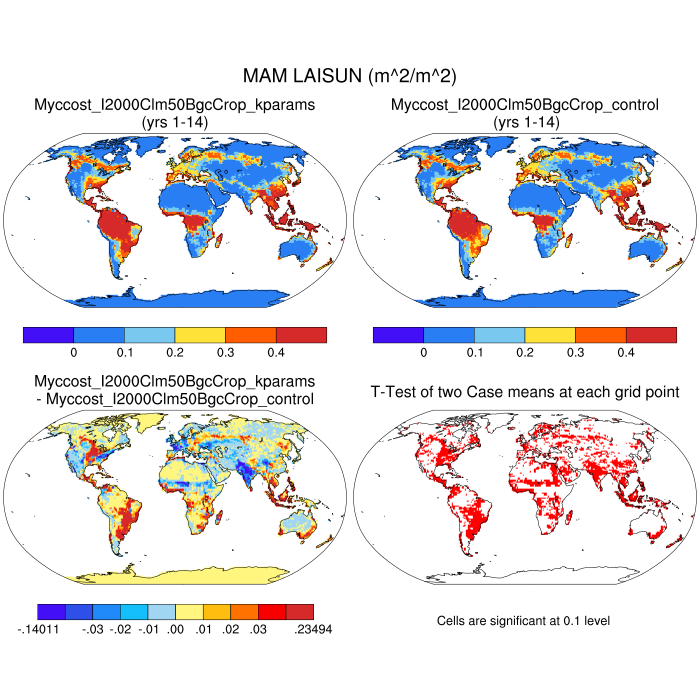 MAM LAISUN (m^2/m^2)
Myccost_I2000Clm50BgcCrop_kparams
(yrs 1-14)
Myccost_I2000Clm50BgcCrop_control
(yrs 1-14)
0 0.1 0.2 0.3 0.4
0 0.1 0.2 0.3 0.4
Myccost_I2000Clm50BgcCrop_kparams
- Myccost_I2000Clm50BgcCrop_control
T-Test of two Case means at each grid point
-.14011 -.03 -.02 -.01 .00 .01 .02 .03 .23494
Cells are significant at 0.1 level